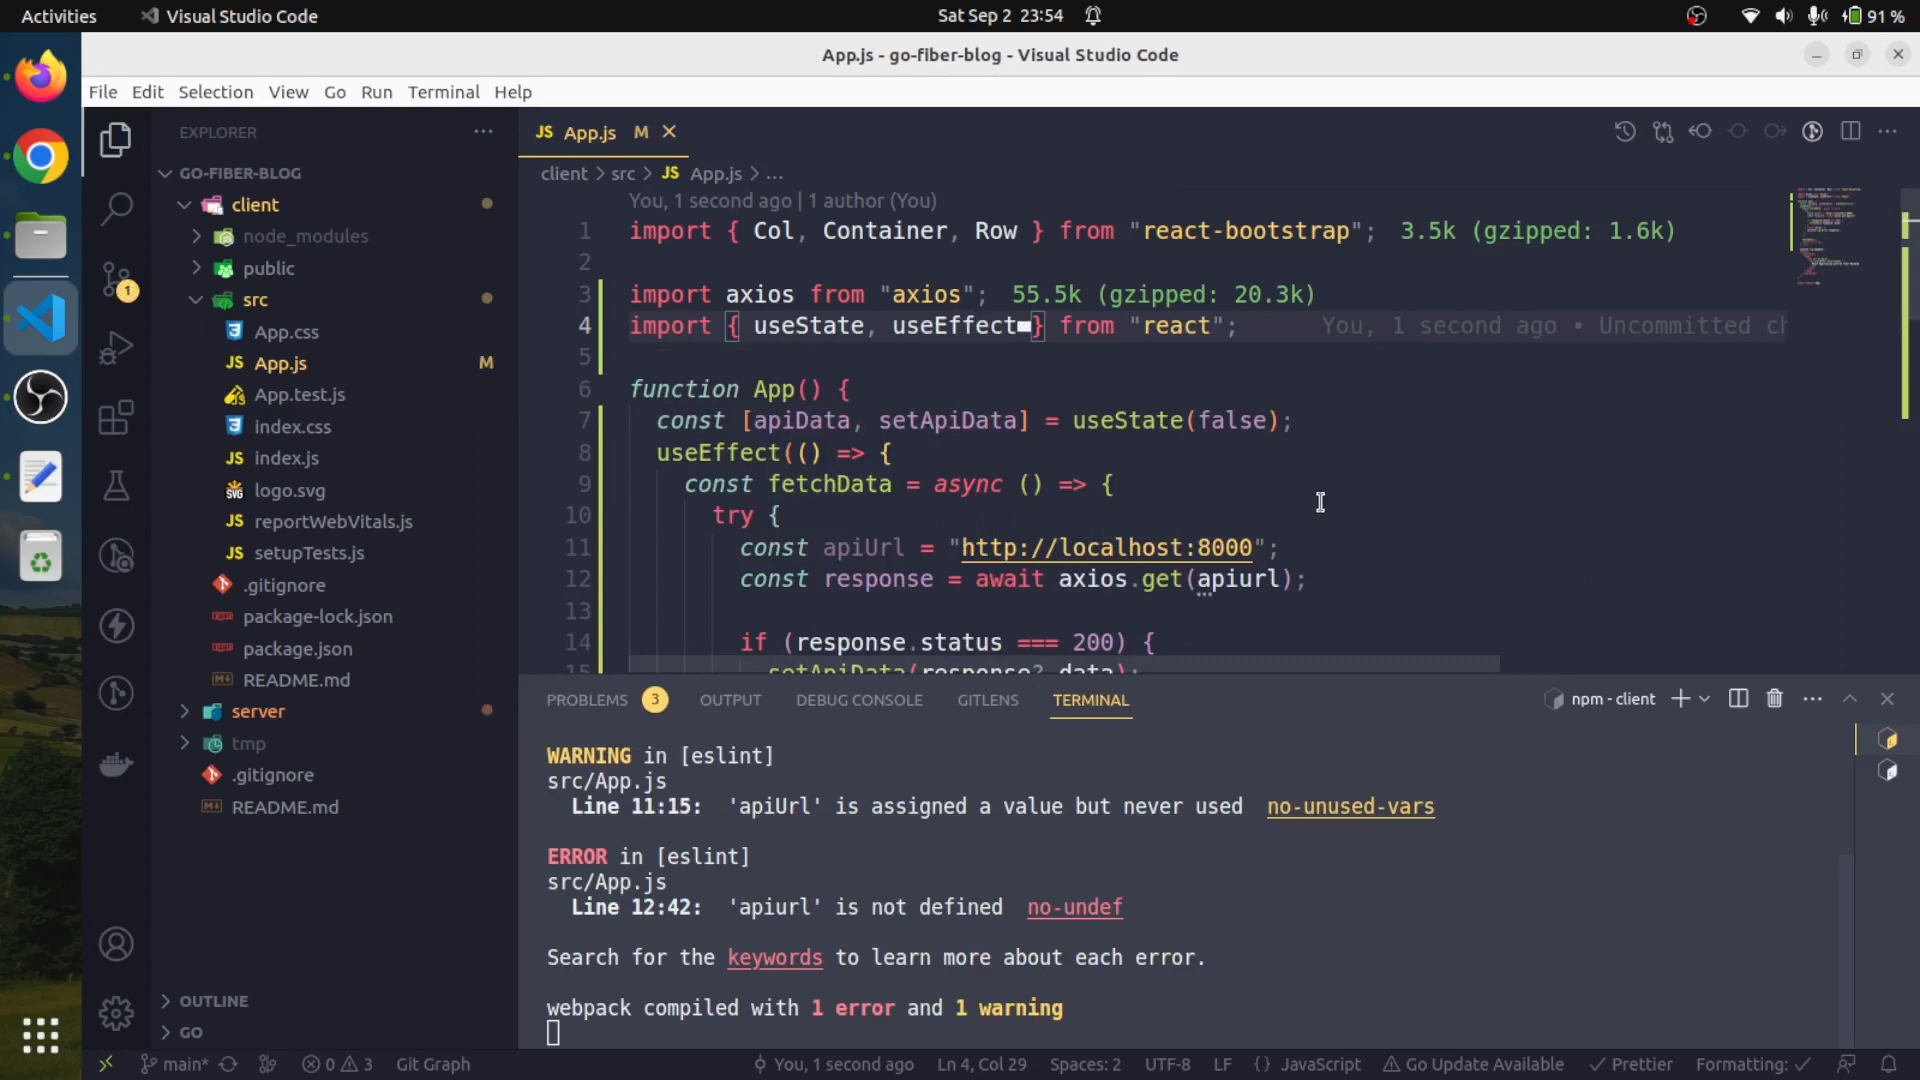 Activities
Visual Studio Code
Sat Sep 2 23:54
91 %
App.js - go-fiber-blog - Visual Studio Code
File Edit Selection View Go Run Terminal Help
EXPLORER
GO-FIBER-BLOG
client
node_modules
public
src
App.css
App.js M
App.test.js
index.css
index.js
logo.svg
reportWebVitals.js
setupTests.js
.gitignore
package-lock.json
package.json
README.md
server
tmp
.gitignore
README.md
OUTLINE
GO
1
JS App.js M
client > src > JS App.js > ...
You, 1 second ago | 1 author (You)
1 import { Col, Container, Row } from "react-bootstrap"; 3.5k (gzipped: 1.6k)
2
3 import axios from "axios"; 55.5k (gzipped: 20.3k)
4 import { useState, useEffect } from "react"; You, 1 second ago • Uncommitted ch
5
6 function App() {
7 const [apiData, setApiData] = useState(false);
8 useEffect(() => {
9 const fetchData = async () => {
10 try {
11 const apiUrl = "http://localhost:8000";
12 const response = await axios.get(apiurl);
13
14 if (response.status === 200) {
15 setApiData(response?.data);
PROBLEMS 3 OUTPUT DEBUG CONSOLE GITLENS TERMINAL
npm - client
WARNING in [eslint]
src/App.js
Line 11:15: 'apiUrl' is assigned a value but never used no-unused-vars
ERROR in [eslint]
src/App.js
Line 12:42: 'apiurl' is not defined no-undef
Search for the keywords to learn more about each error.
webpack compiled with 1 error and 1 warning
main* 0 3 Git Graph You, 1 second ago Ln 4, Col 29 Spaces: 2 UTF-8 LF {} JavaScript Go Update Available Prettier Formatting: